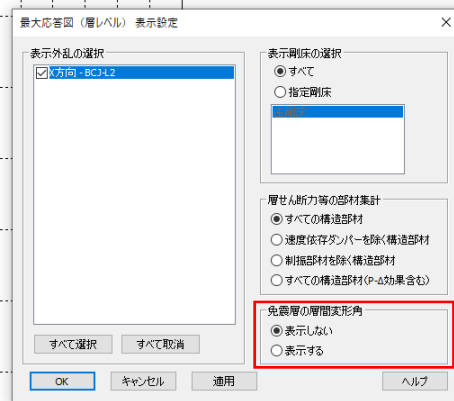 最大応答図（層レベル） 表示設定
表示外乱の選択
X方向 - BCJ-L2
すべて選択
すべて取消
表示剛床の選択
すべて
指定剛床
層せん断力等の部材集計
すべての構造部材
速度依存ダンパーを除く構造部材
制振部材を除く構造部材
すべての構造部材(P-Δ効果含む)
免震層の層間変形角
表示しない
表示する
OK
キャンセル
適用
ヘルプ